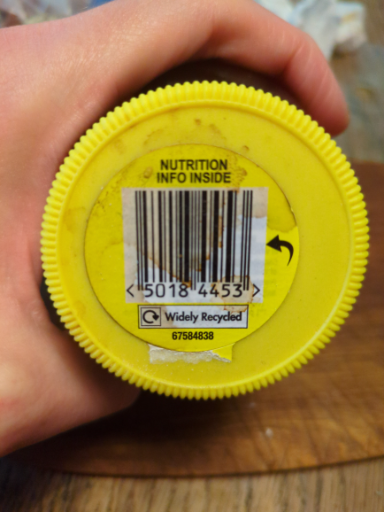 NUTRITION
INFO INSIDE
< 5018 4453 >
Widely Recycled
67584838